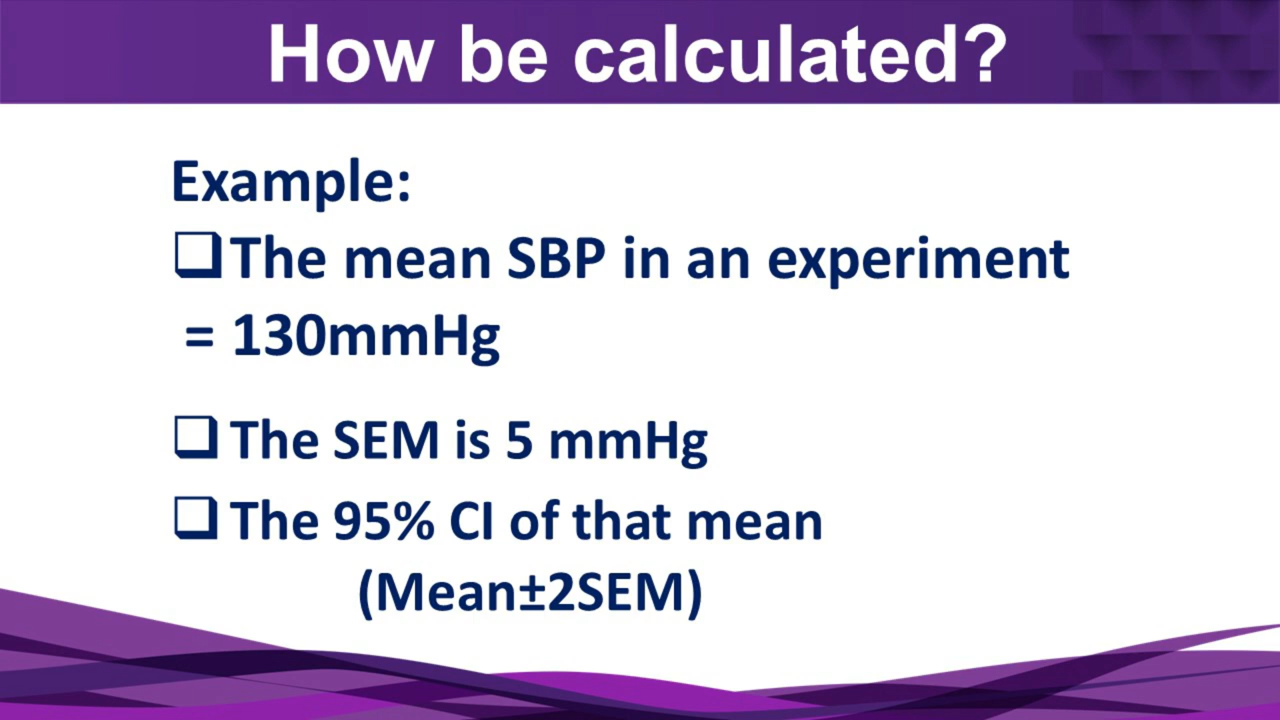 How be calculated?
Example:
❑The mean SBP in an experiment
= 130mmHg
❑ The SEM is 5 mmHg
❑ The 95% CI of that mean
(Mean±2SEM)